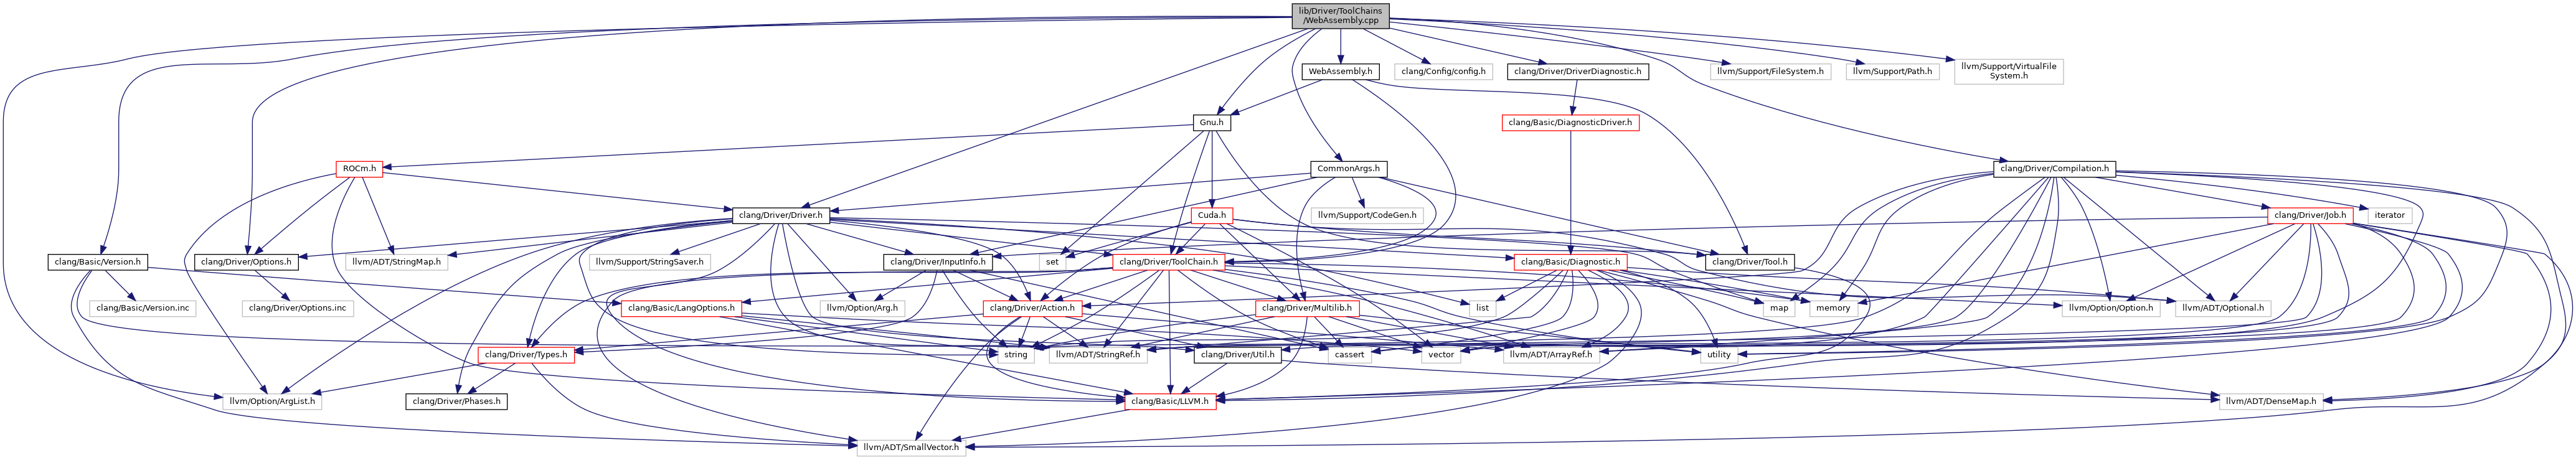 lib/Driver/ToolChains
/WebAssembly.cpp
WebAssembly.h
clang/Config/config.h
clang/Driver/DriverDiagnostic.h
llvm/Support/FileSystem.h
llvm/Support/Path.h
llvm/Support/VirtualFile
System.h
Gnu.h
clang/Basic/DiagnosticDriver.h
ROCm.h
CommonArgs.h
clang/Driver/Compilation.h
clang/Driver/Driver.h
Cuda.h
llvm/Support/CodeGen.h
clang/Driver/Job.h
iterator
clang/Basic/Version.h
clang/Driver/Options.h
llvm/ADT/StringMap.h
llvm/Support/StringSaver.h
clang/Driver/InputInfo.h
set
clang/Driver/ToolChain.h
clang/Basic/Diagnostic.h
clang/Driver/Tool.h
clang/Basic/Version.inc
clang/Driver/Options.inc
clang/Basic/LangOptions.h
llvm/Option/Arg.h
clang/Driver/Action.h
clang/Driver/Multilib.h
list
map
memory
llvm/Option/Option.h
llvm/ADT/Optional.h
clang/Driver/Types.h
string
llvm/ADT/StringRef.h
clang/Driver/Util.h
cassert
vector
llvm/ADT/ArrayRef.h
utility
llvm/Option/ArgList.h
clang/Driver/Phases.h
clang/Basic/LLVM.h
llvm/ADT/DenseMap.h
llvm/ADT/SmallVector.h